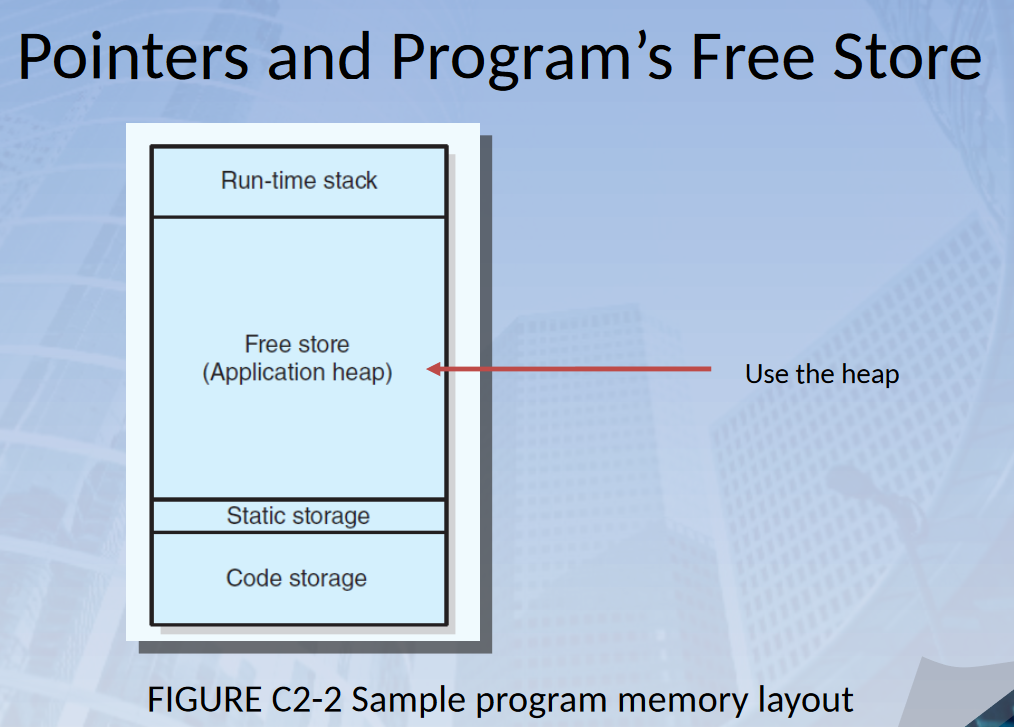 Pointers and Program’s Free Store
Run-time stack
Free store
(Application heap)
Use the heap
Static storage
Code storage
FIGURE C2-2 Sample program memory layout